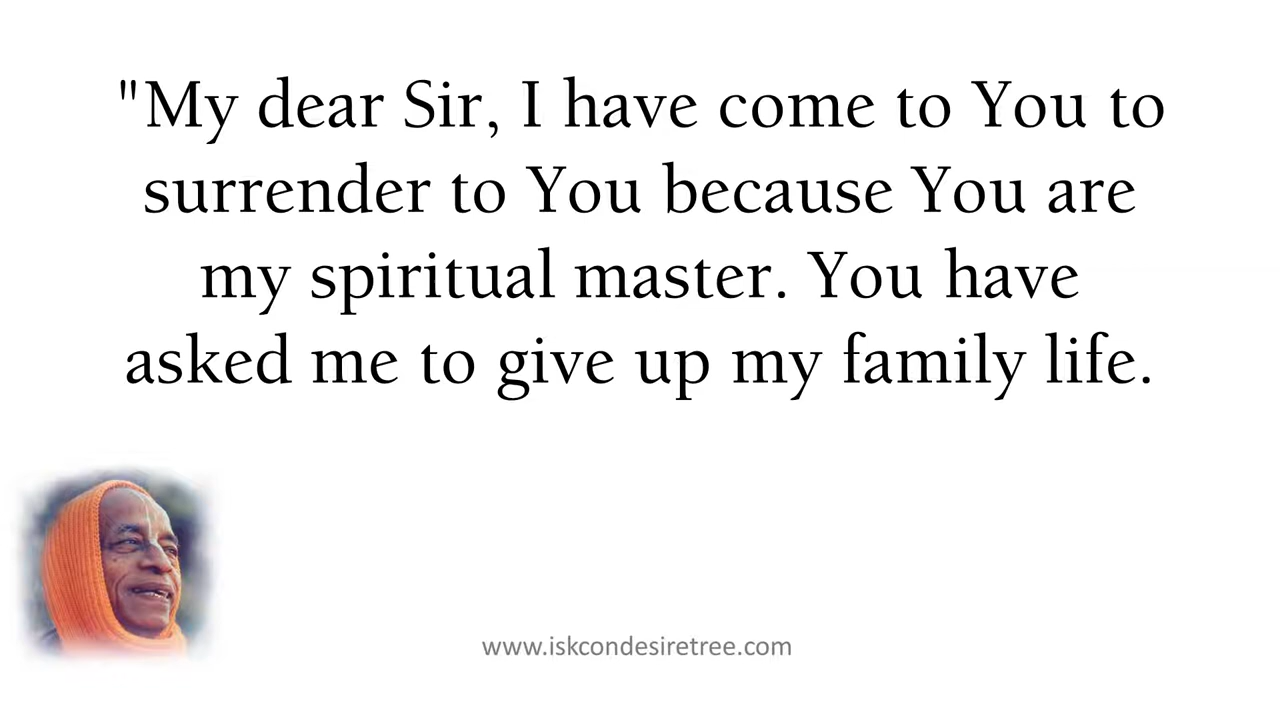 "My dear Sir, I have come to You to
surrender to You because You are
my spiritual master. You have
asked me to give up my family life.
www.iskcondesiretree.com